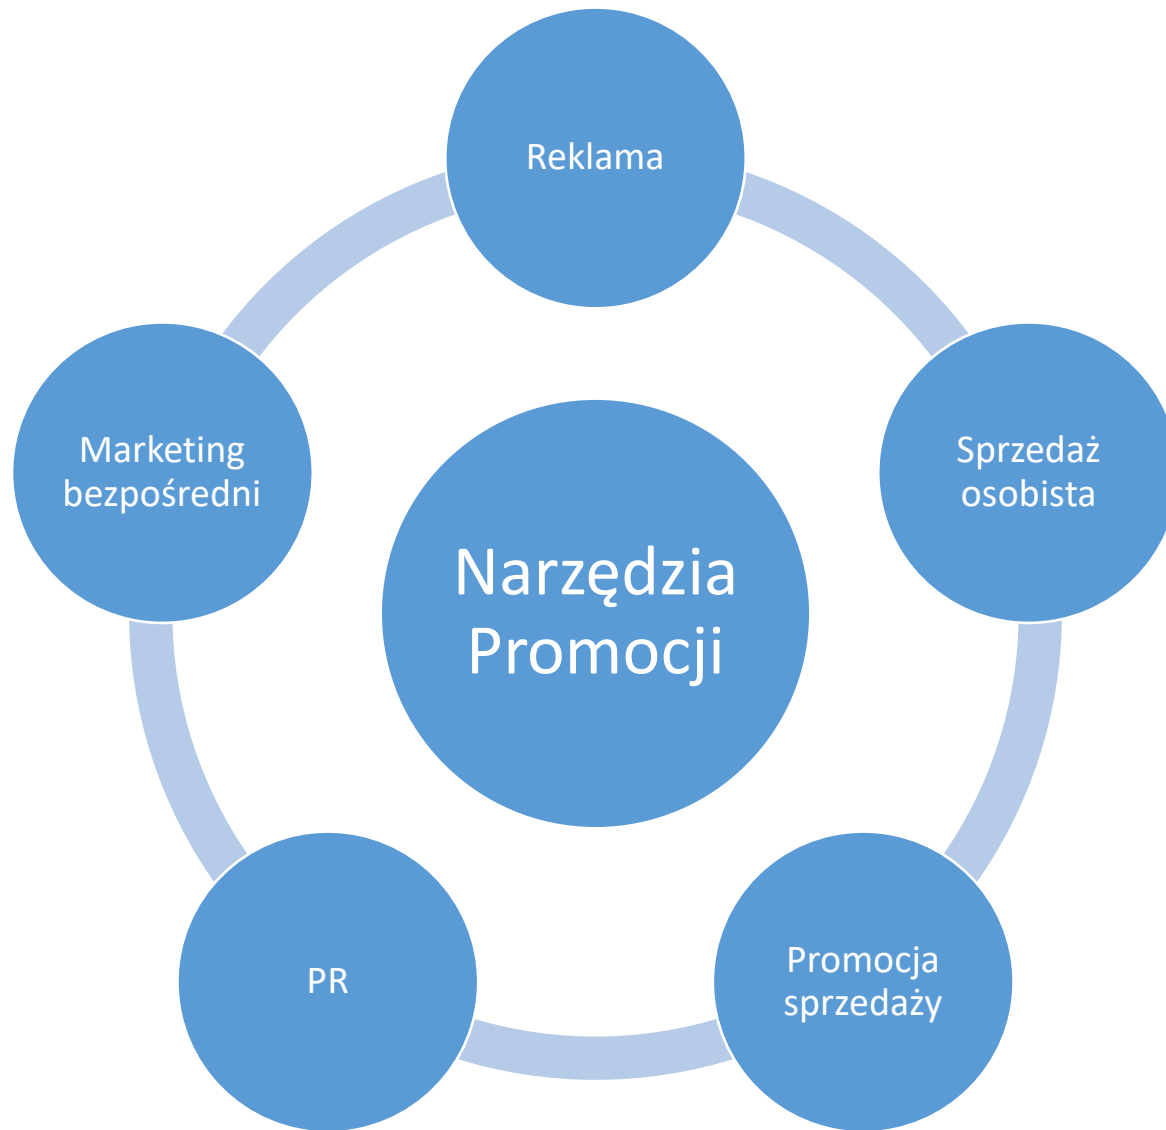 Reklama
Marketing
bezpośredni
Sprzedaż
osobista
Narzędzia
Promocji
PR
Promocja
sprzedaży